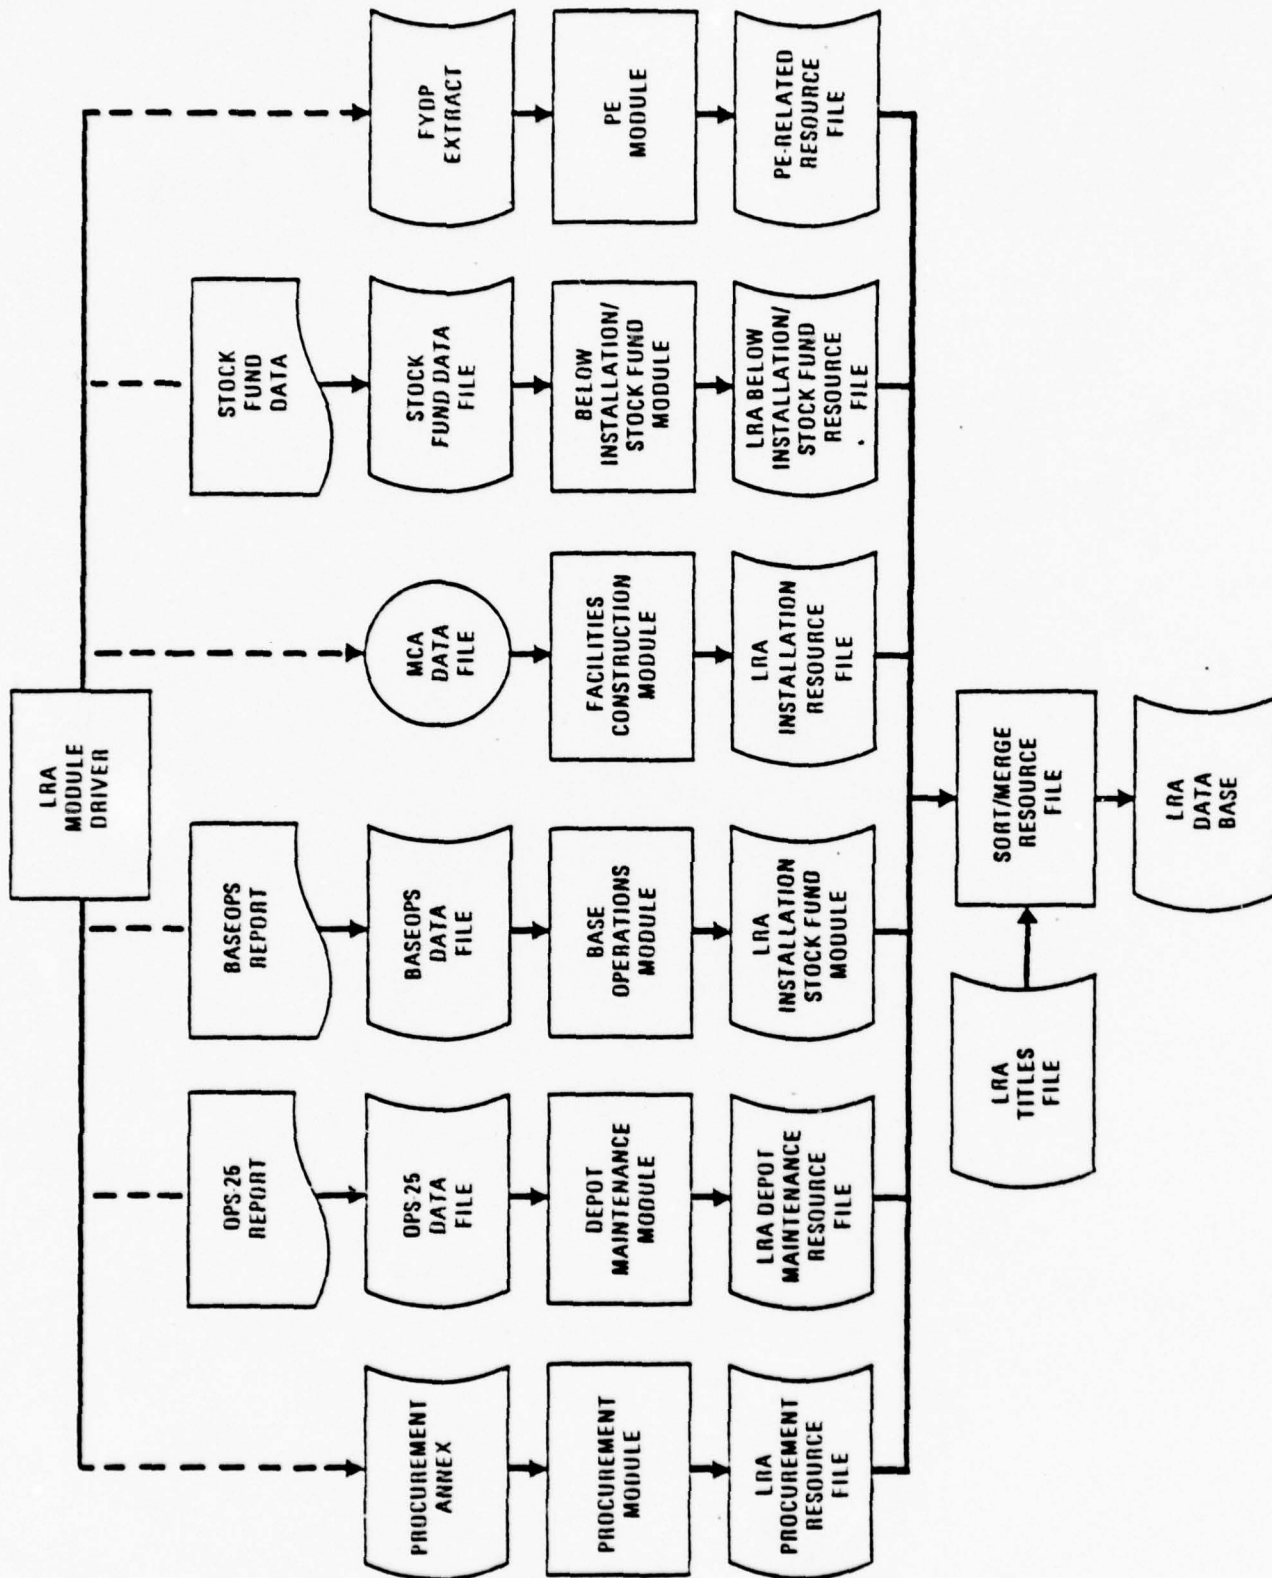 LRA
MODULE
DRIVER
PROCUREMENT
ANNEX
PROCUREMENT
MODULE
LRA
PROCUREMENT
RESOURCE
FILE
OPS-25
REPORT
OPS-25
DATA
FILE
DEPOT
MAINTENANCE
MODULE
LRA DEPOT
MAINTENANCE
RESOURCE
FILE
BASEOPS
REPORT
BASEOPS
DATA
FILE
BASE
OPERATIONS
MODULE
LRA
INSTALLATION
STOCK FUND
MODULE
MCA
DATA
FILE
FACILITIES
CONSTRUCTION
MODULE
LRA
INSTALLATION
RESOURCE
FILE
STOCK
FUND
DATA
STOCK
FUND DATA
FILE
BELOW
INSTALLATION/
STOCK FUND
MODULE
LRA BELOW
INSTALLATION/
STOCK FUND
RESOURCE
FILE
FYDP
EXTRACT
PE
MODULE
PE-RELATED
RESOURCE
FILE
LRA
TITLES
FILE
SORT/MERGE
RESOURCE
FILE
LRA
DATA
BASE